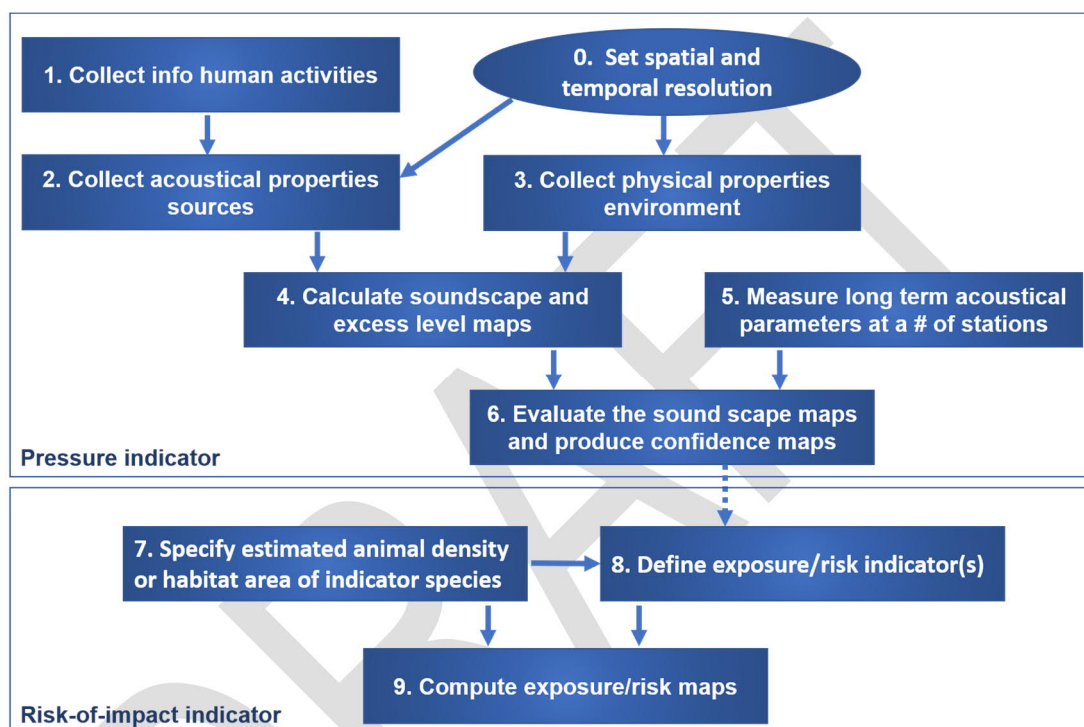 1. Collect info human activities
0. Set spatial and
temporal resolution
2. Collect acoustical properties
sources
3. Collect physical properties
environment
4. Calculate soundscape and
excess level maps
5. Measure long term acoustical
parameters at a # of stations
6. Evaluate the sound scape maps
and produce confidence maps
Pressure indicator
7. Specify estimated animal density
or habitat area of indicator species
8. Define exposure/risk indicator(s)
9. Compute exposure/risk maps
Risk-of-impact indicator
DRAFT